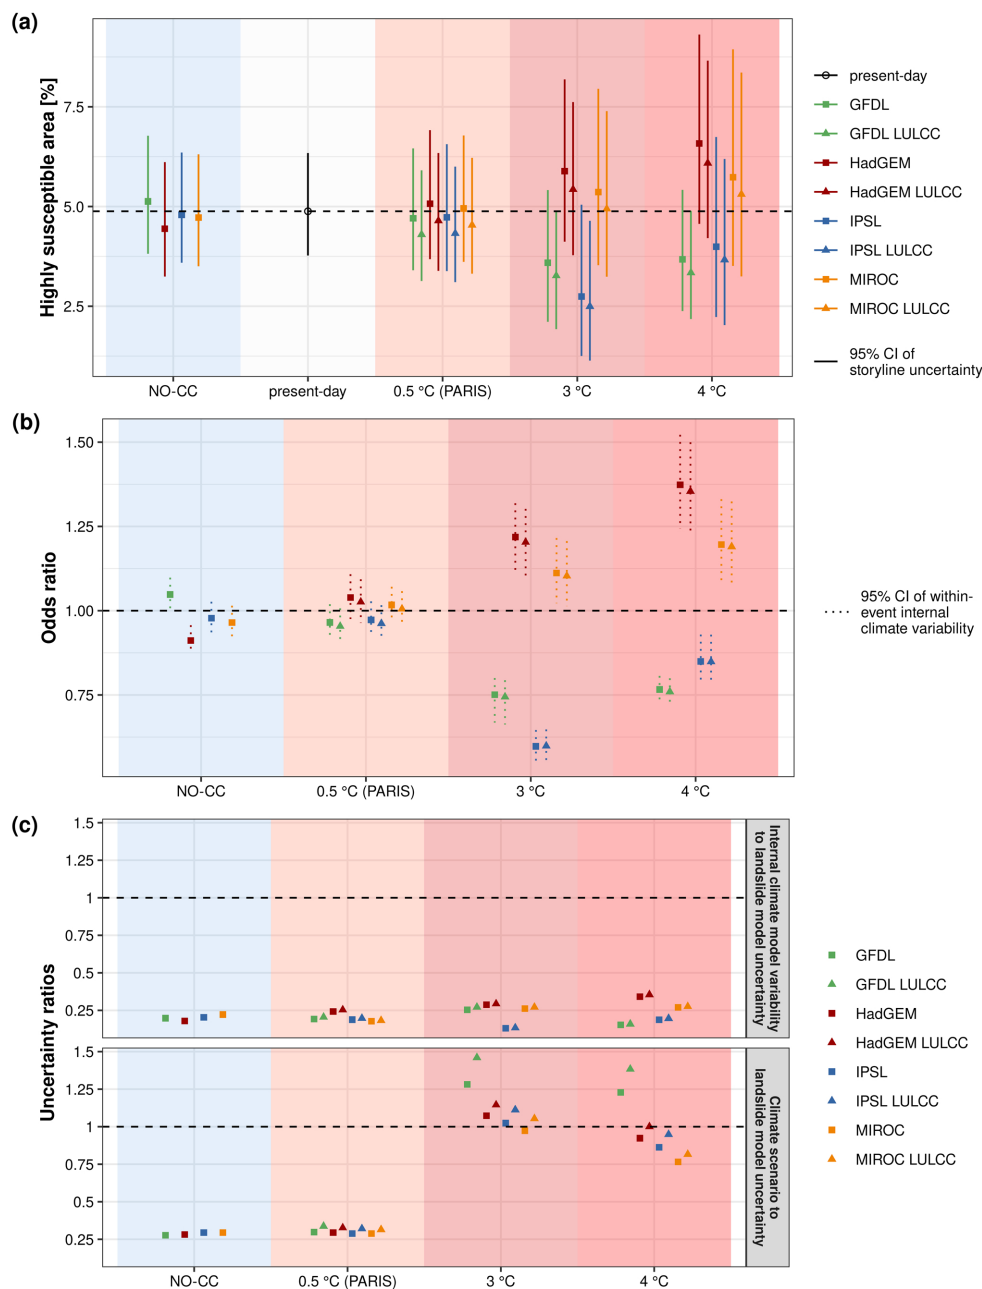 (a)
Highly susceptible area [%]
7.5
5.0
2.5
NO-CC
present-day
0.5 °C (PARIS)
3 °C
4 °C
present-day
GFDL
GFDL LULCC
HadGEM
HadGEM LULCC
IPSL
IPSL LULCC
MIROC
MIROC LULCC
95% CI of
storyline uncertainty
(b)
Odds ratio
1.50
1.25
1.00
0.75
NO-CC
0.5 °C (PARIS)
3 °C
4 °C
95% CI of within-
event internal
climate variability
(c)
Uncertainty ratios
1.5
1.25
1
0.75
0.5
0.25
Internal climate model variability
to landslide model uncertainty
1.5
1.25
1
0.75
0.5
0.25
Climate scenario to
landslide model uncertainty
NO-CC
0.5 °C (PARIS)
3 °C
4 °C
GFDL
GFDL LULCC
HadGEM
HadGEM LULCC
IPSL
IPSL LULCC
MIROC
MIROC LULCC